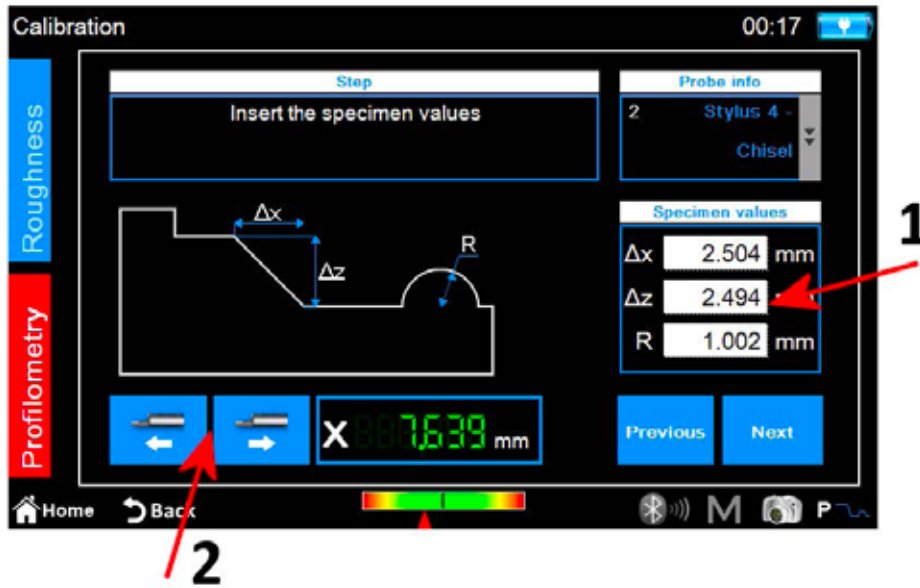 Calibration 00:17
Roughness
Profilometry
Step
Insert the specimen values
Probe info
2 Stylus 4 -
Chisel
Δx
Δz
R
Specimen values
Δx 2.504 mm
Δz 2.494
R 1.002 mm
1
X 7,639 mm
Previous
Next
Home
Back
M
P
2